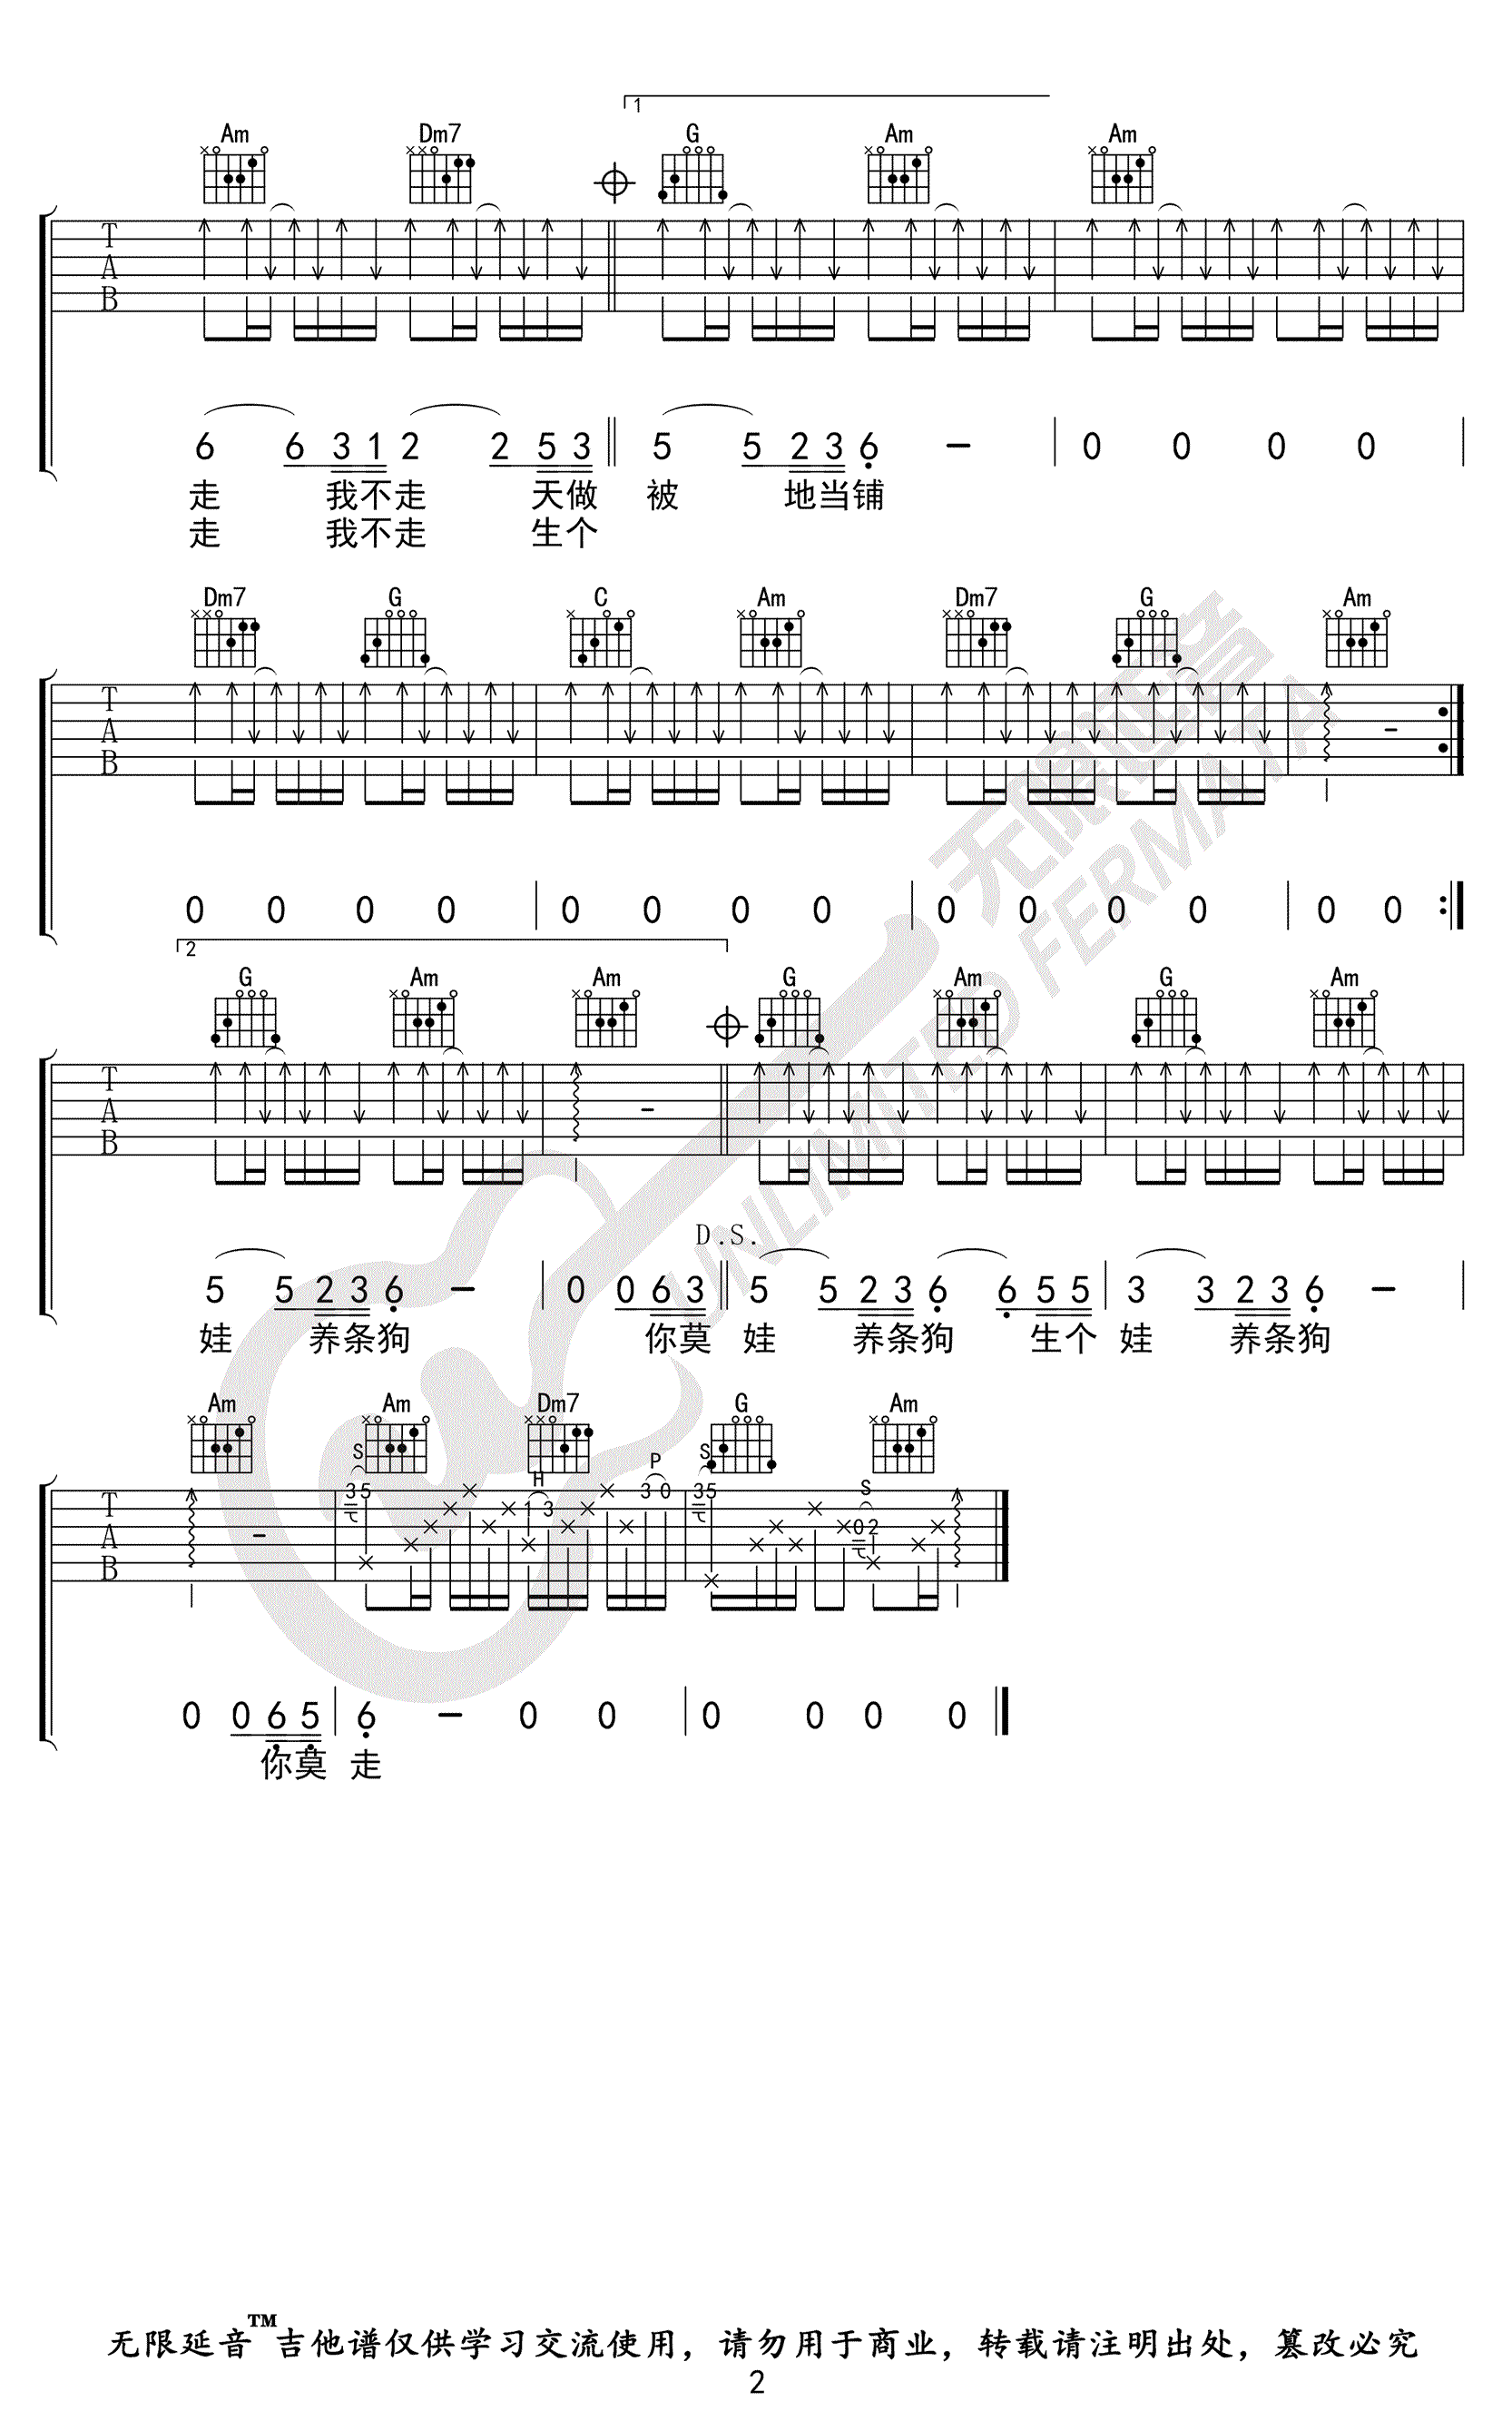 1
Am Dm7 G Am Am
T
A
B
6 6 3 1 2 2 5 3 5 5 2 3 6 – 0 0 0 0
走 我不走 天做 被 地当铺
走 我不走 生个
Dm7 G C Am Dm7 G Am
T
A
B
0 0 0 0 0 0 0 0 0 0 0 0 0 0
2
G Am Am G Am G Am
T
A
B
D.S.
5 5 2 3 6 – 0 0 6 3 5 5 2 3 6 6 5 5 3 3 2 3 6 –
娃 养条狗 你莫 娃 养条狗 生个 娃 养条狗
Am Am Dm7 G Am
S H P S S
3 5 3 0 3 5
1 3
0 2
T
A
B
0 0 6 5 6 – 0 0 0 0 0 0
你莫 走
无限延音
UNLIMITED FERMATA
无限延音™吉他谱仅供学习交流使用，请勿用于商业，转载请注明出处，篡改必究
2